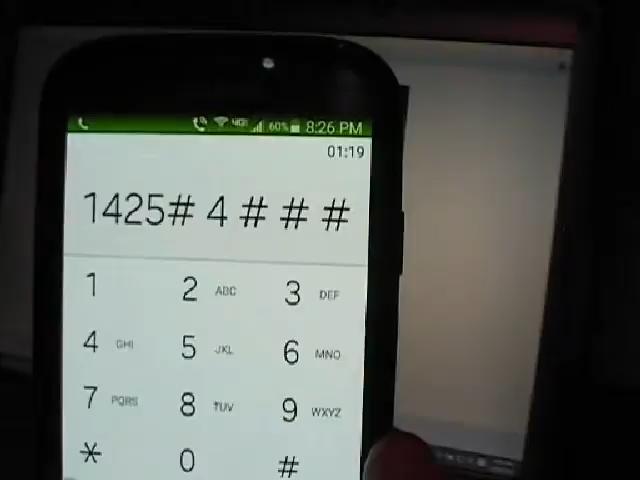 4G 60% 8:26 PM
01:19
1425# 4 # # #
1 2 ABC 3 DEF
4 GHI 5 JKL 6 MNO
7 PQRS 8 TUV 9 WXYZ
* 0 #